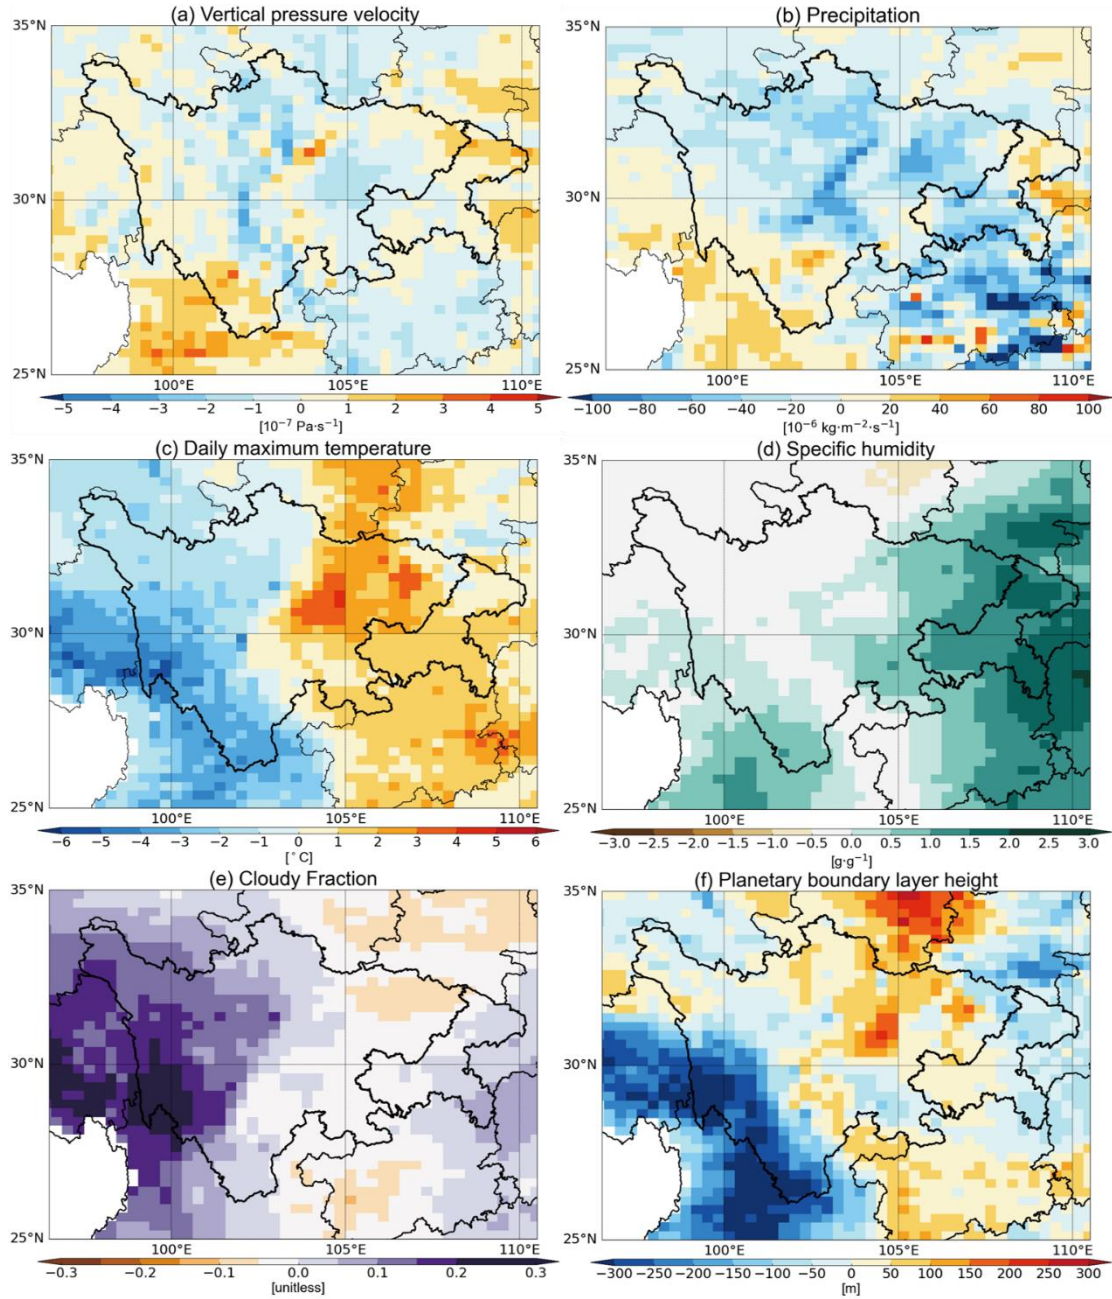 (a) Vertical pressure velocity
(b) Precipitation
35°N
30°N
25°N
100°E
105°E
110°E
−5 −4 −3 −2 −1 0 1 2 3 4 5
[10⁻⁷ Pa·s⁻¹]
35°N
30°N
25°N
100°E
105°E
110°E
−100 −80 −60 −40 −20 0 20 40 60 80 100
[10⁻⁶ kg·m⁻²·s⁻¹]
(c) Daily maximum temperature
(d) Specific humidity
35°N
30°N
25°N
100°E
105°E
110°E
−6 −5 −4 −3 −2 −1 0 1 2 3 4 5 6
[°C]
35°N
30°N
25°N
100°E
105°E
110°E
−3.0 −2.5 −2.0 −1.5 −1.0 −0.5 0.0 0.5 1.0 1.5 2.0 2.5 3.0
[g·g⁻¹]
(e) Cloudy Fraction
(f) Planetary boundary layer height
35°N
30°N
25°N
100°E
105°E
110°E
−0.3 −0.2 −0.1 0.0 0.1 0.2 0.3
[unitless]
35°N
30°N
25°N
100°E
105°E
110°E
−300 −250 −200 −150 −100 −50 0 50 100 150 200 250 300
[m]